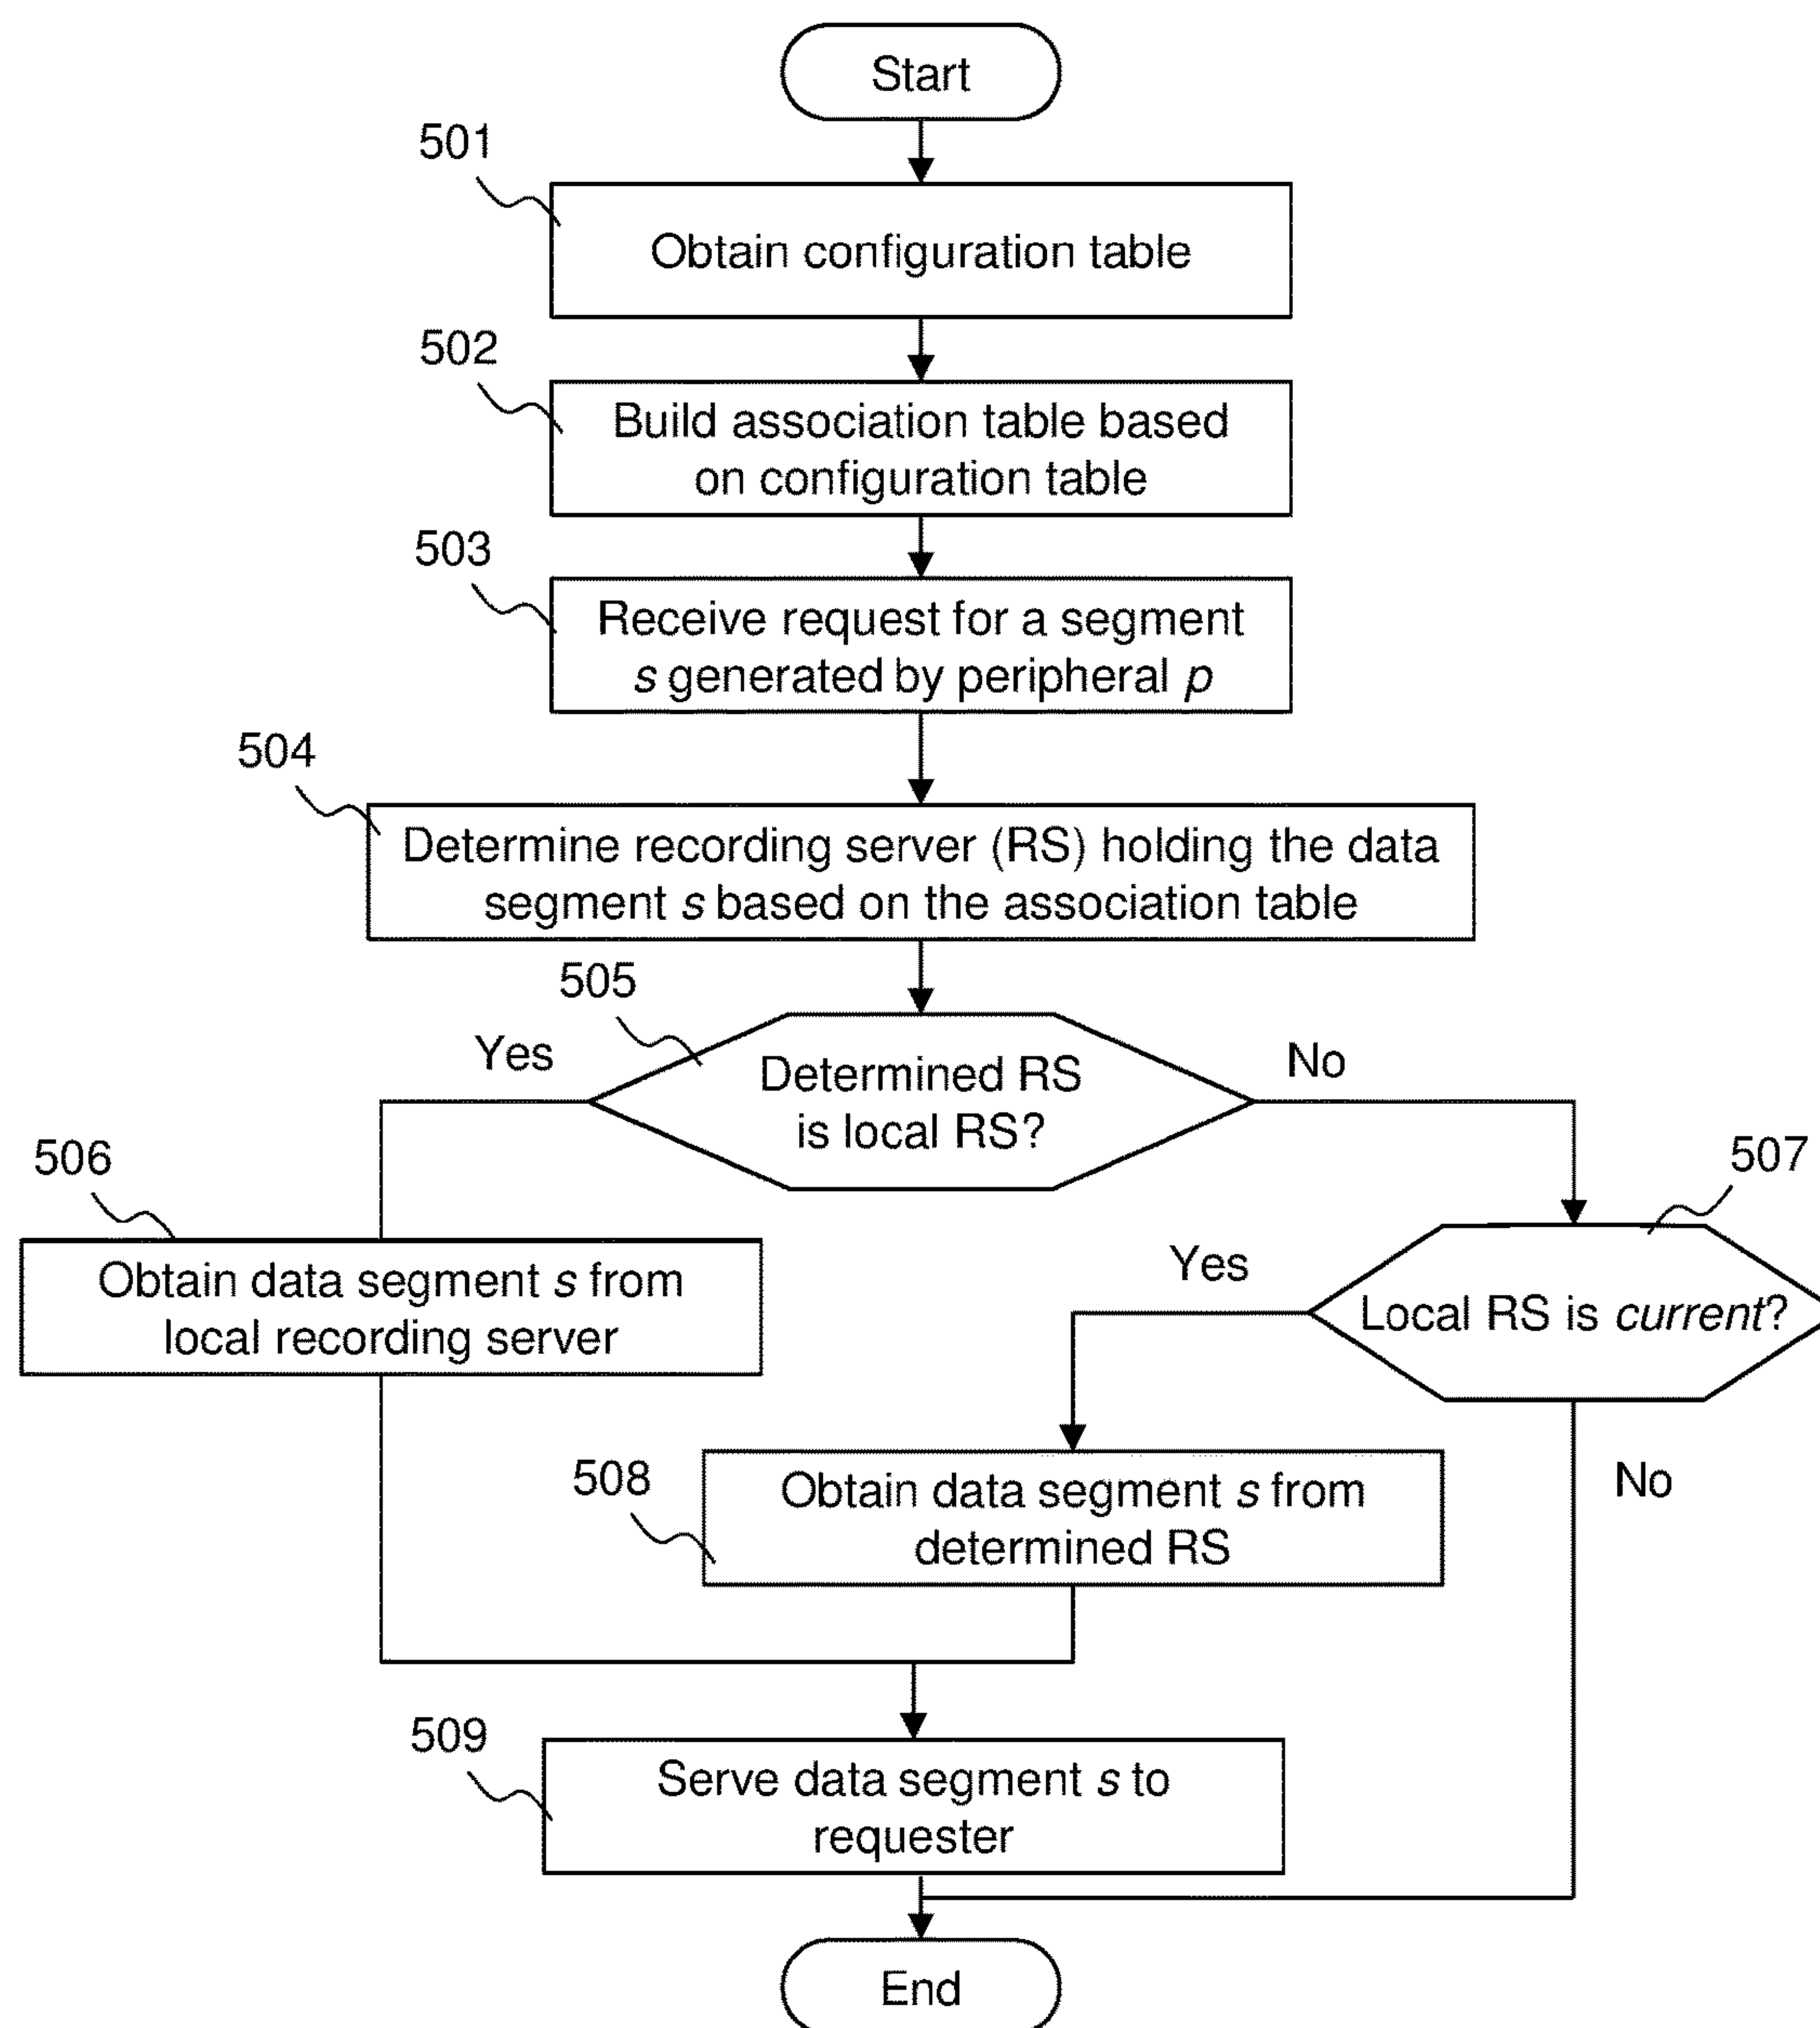 Start
501
Obtain configuration table
502
Build association table based
on configuration table
503
Receive request for a segment
s generated by peripheral p
504
Determine recording server (RS) holding the data
segment s based on the association table
505
Yes
Determined RS
is local RS?
No
506
Obtain data segment s from
local recording server
507
Yes
Local RS is current?
No
508
Obtain data segment s from
determined RS
509
Serve data segment s to
requester
End